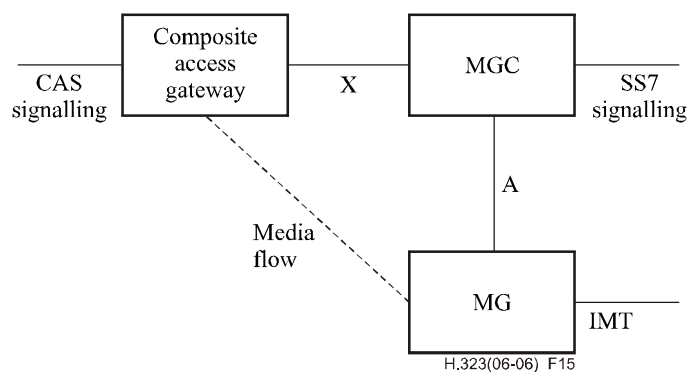 Composite
access
gateway
MGC
CAS
signalling
X
SS7
signalling
A
Media
flow
MG
IMT
H.323(06-06) F15